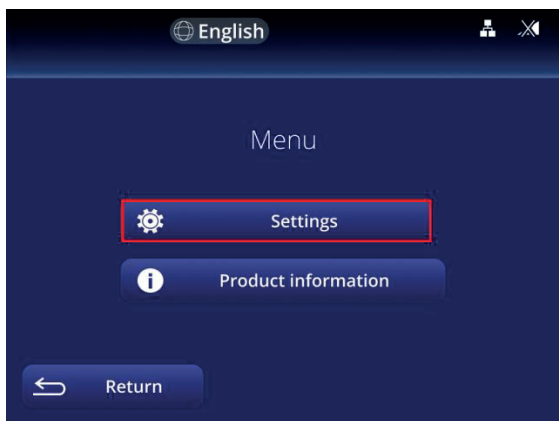 English
Menu
Settings
Product information
Return